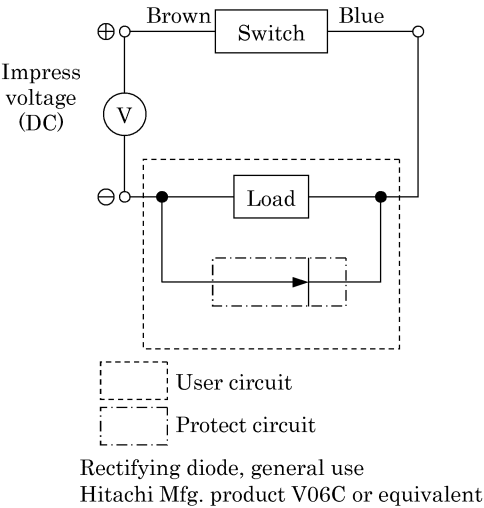 Brown
Switch
Blue
⊕
Impress
voltage
(DC)
V
⊖
Load
User circuit
Protect circuit
Rectifying diode, general use
Hitachi Mfg. product V06C or equivalent